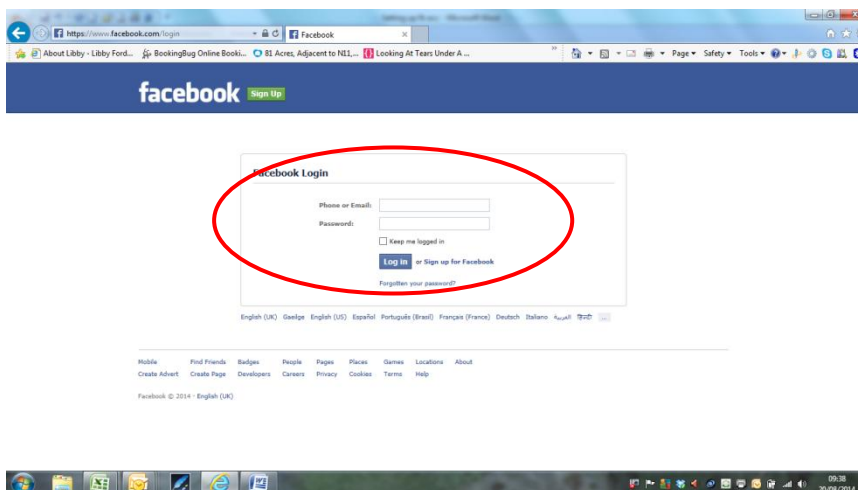 https://www.facebook.com/login
Facebook
About Libby - Libby Ford...
BookingBug Online Booki...
81 Acres, Adjacent to N11,...
Looking At Tears Under A ...
Page
Safety
Tools
facebook
Sign Up
Facebook Login
Phone or Email:
Password:
Keep me logged in
Log in or Sign up for Facebook
Forgotten your password?
English (UK) Gaeilge English (US) Español Português (Brasil) Français (France) Deutsch Italiano العربية हिन्दी ...
Mobile Find Friends Badges People Pages Places Games Locations About
Create Advert Create Page Developers Careers Privacy Cookies Terms Help
Facebook © 2014 · English (UK)
09:38
20/08/2014